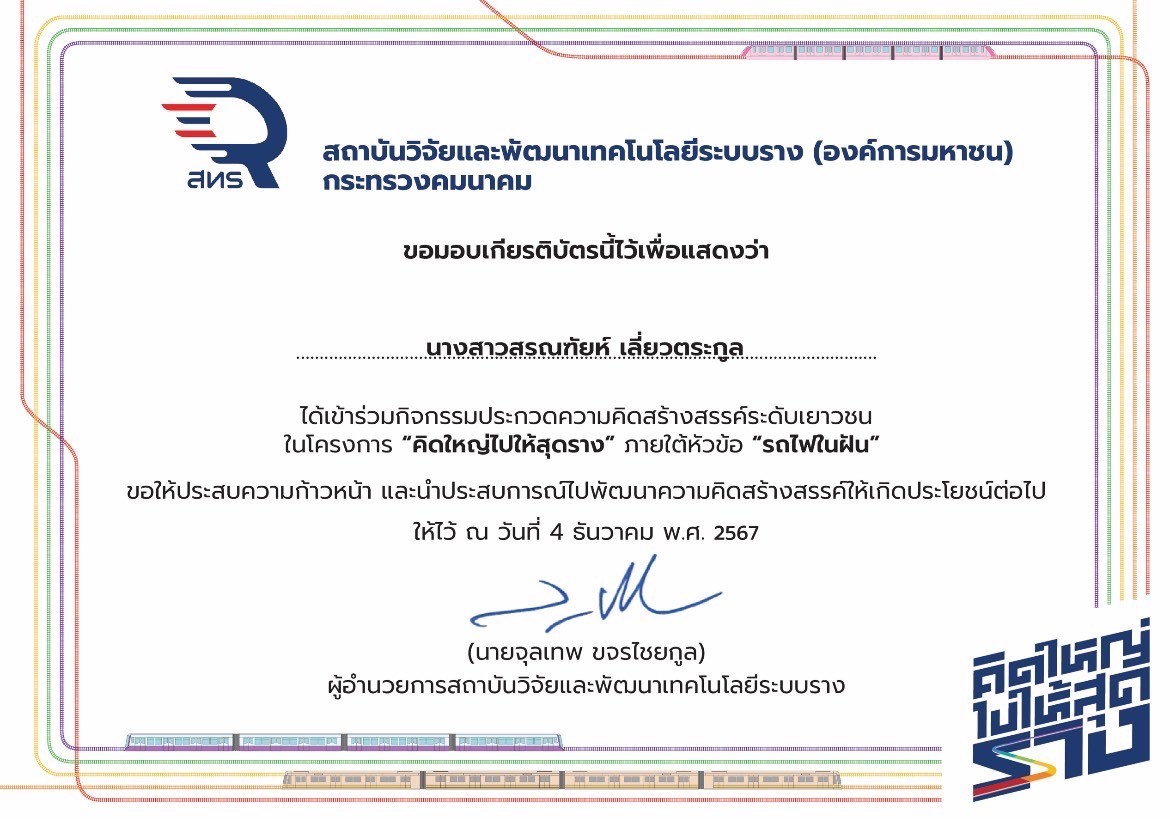 สทร
สถาบันวิจัยและพัฒนาเทคโนโลยีระบบราง (องค์การมหาชน)
กระทรวงคมนาคม
ขอมอบเกียรติบัตรนี้ไว้เพื่อแสดงว่า
นางสาวสรณฑัยห์ เลี่ยวตระกูล
ได้เข้าร่วมกิจกรรมประกวดความคิดสร้างสรรค์ระดับเยาวชน
ในโครงการ “คิดใหญ่ไปให้สุดราง” ภายใต้หัวข้อ “รถไฟในฝัน”
ขอให้ประสบความก้าวหน้า และนำประสบการณ์ไปพัฒนาความคิดสร้างสรรค์ให้เกิดประโยชน์ต่อไป
ให้ไว้ ณ วันที่ 4 ธันวาคม พ.ศ. 2567
(นายจุลเทพ ขจรไชยกูล)
ผู้อำนวยการสถาบันวิจัยและพัฒนาเทคโนโลยีระบบราง
คิดใหญ่
ไปให้สุด
ราง